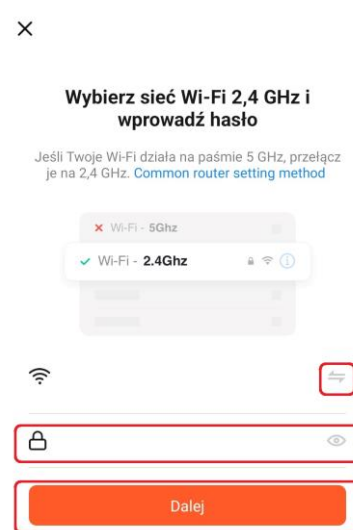 Wybierz sieć Wi-Fi 2,4 GHz i
wprowadź hasło
Jeśli Twoje Wi-Fi działa na paśmie 5 GHz, przełącz
je na 2,4 GHz. Common router setting method
Wi-Fi - 5Ghz
Wi-Fi - 2.4Ghz
Dalej